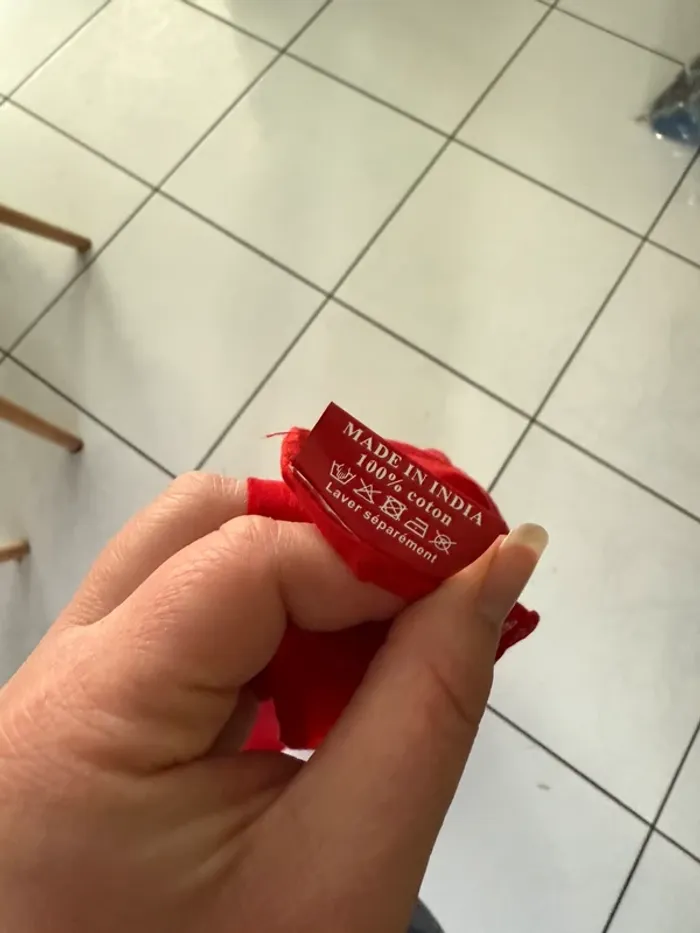 MADE IN INDIA
100% coton
Laver séparément